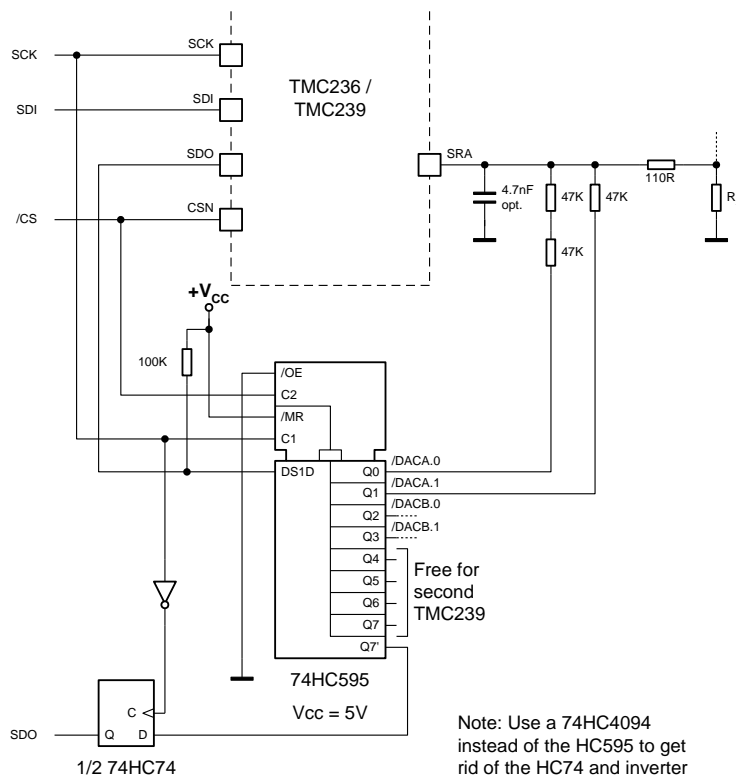 SCK
SCK
TMC236 /
TMC239
SDI
SDI
SDO
SRA
110R
4.7nF
opt.
47K
47K
R
/CS
CSN
47K
+VCC
100K
/OE
C2
/MR
C1
DS1D
Q0
/DACA.0
Q1
/DACA.1
Q2
/DACB.0
Q3
/DACB.1
Q4
Q5
Q6
Q7
Free for
second
TMC239
Q7'
74HC595
Vcc = 5V
C
SDO
Q
D
1/2 74HC74
Note: Use a 74HC4094
instead of the HC595 to get
rid of the HC74 and inverter